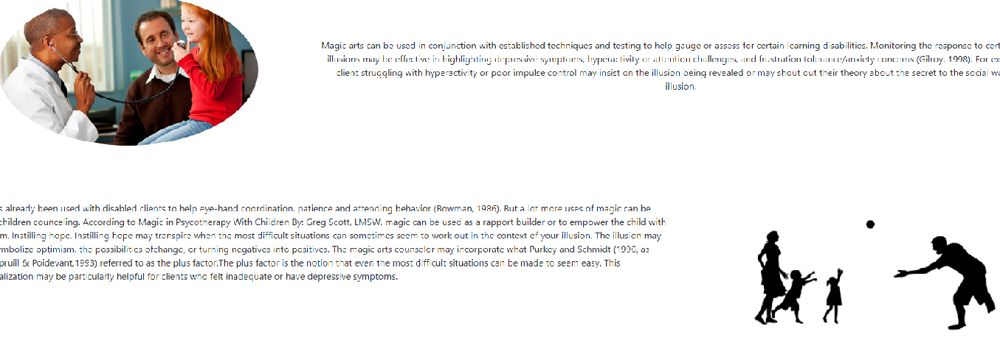 Magic arts can be used in conjunction with established techniques and testing to help gauge or assess for certain learning disabilities. Monitoring the response to cert
illusions may be effective in highlighting depressive symptoms, hyperactivity or attention challenges, and frustration tolerance/anxiety concerns (Gilroy, 1998). For ex
client struggling with hyperactivity or poor impulse control may insist on the illusion being revealed or may shout out their theory about the secret to the social wo
illusion.
s already been used with disabled clients to help eye-hand coordination, patience and attending behavior (Bowman, 1986). But a lot more uses of magic can be
children counceling. According to Magic in Psycotherapy With Children By: Greg Scott, LMSW, magic can be used as a rapport builder or to empower the child with
m. Instilling hope. Instilling hope may transpire when the most difficult situations can sometimes seem to work out in the context of your illusion. The illusion may
ymbolize optimism, the possibilities ofchange, or turning negatives into positives. The magic arts counselor may incorporate what Purkey and Schmidt (1990, as
pruill & Poidevant,1993) referred to as the plus factor.The plus factor is the notion that even the most difficult situations can be made to seem easy. This
alization may be particularly helpful for clients who felt inadequate or have depressive symptoms.